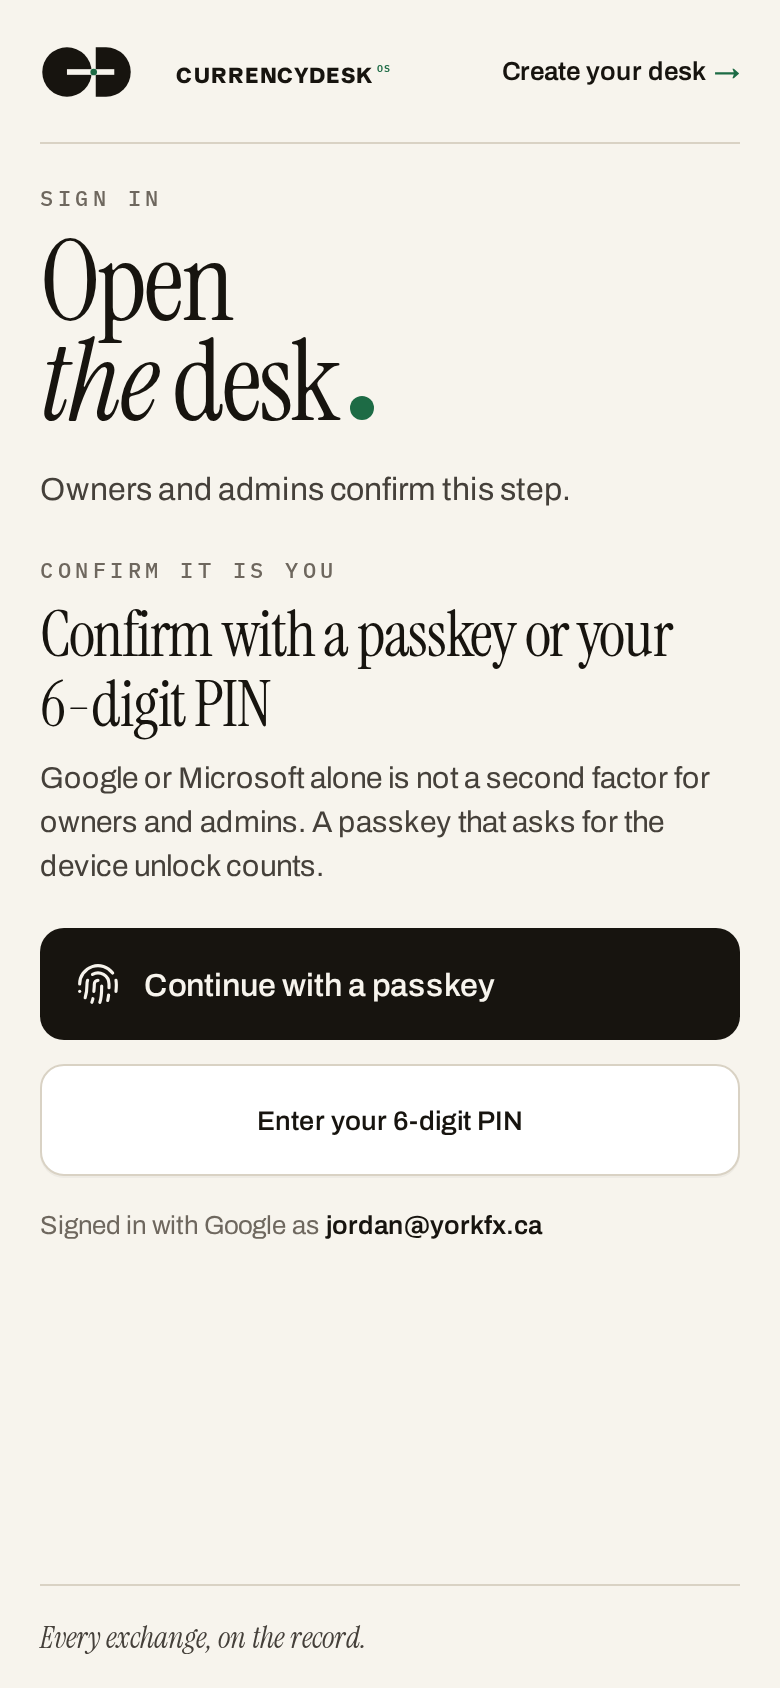 CURRENCYDESK OS
Create your desk →
SIGN IN
Open
the desk.
Owners and admins confirm this step.
CONFIRM IT IS YOU
Confirm with a passkey or your
6-digit PIN
Google or Microsoft alone is not a second factor for
owners and admins. A passkey that asks for the
device unlock counts.
Continue with a passkey
Enter your 6-digit PIN
Signed in with Google as jordan@yorkfx.ca
Every exchange, on the record.